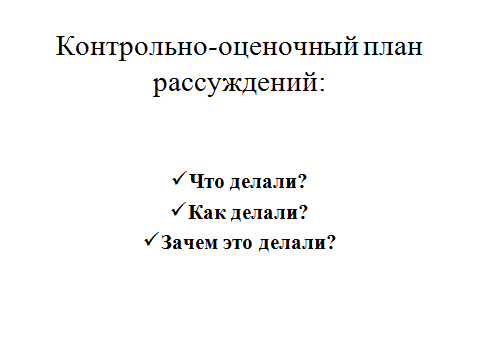 Контрольно-оценочный план
рассуждений:
✓Что делали?
✓Как делали?
✓Зачем это делали?